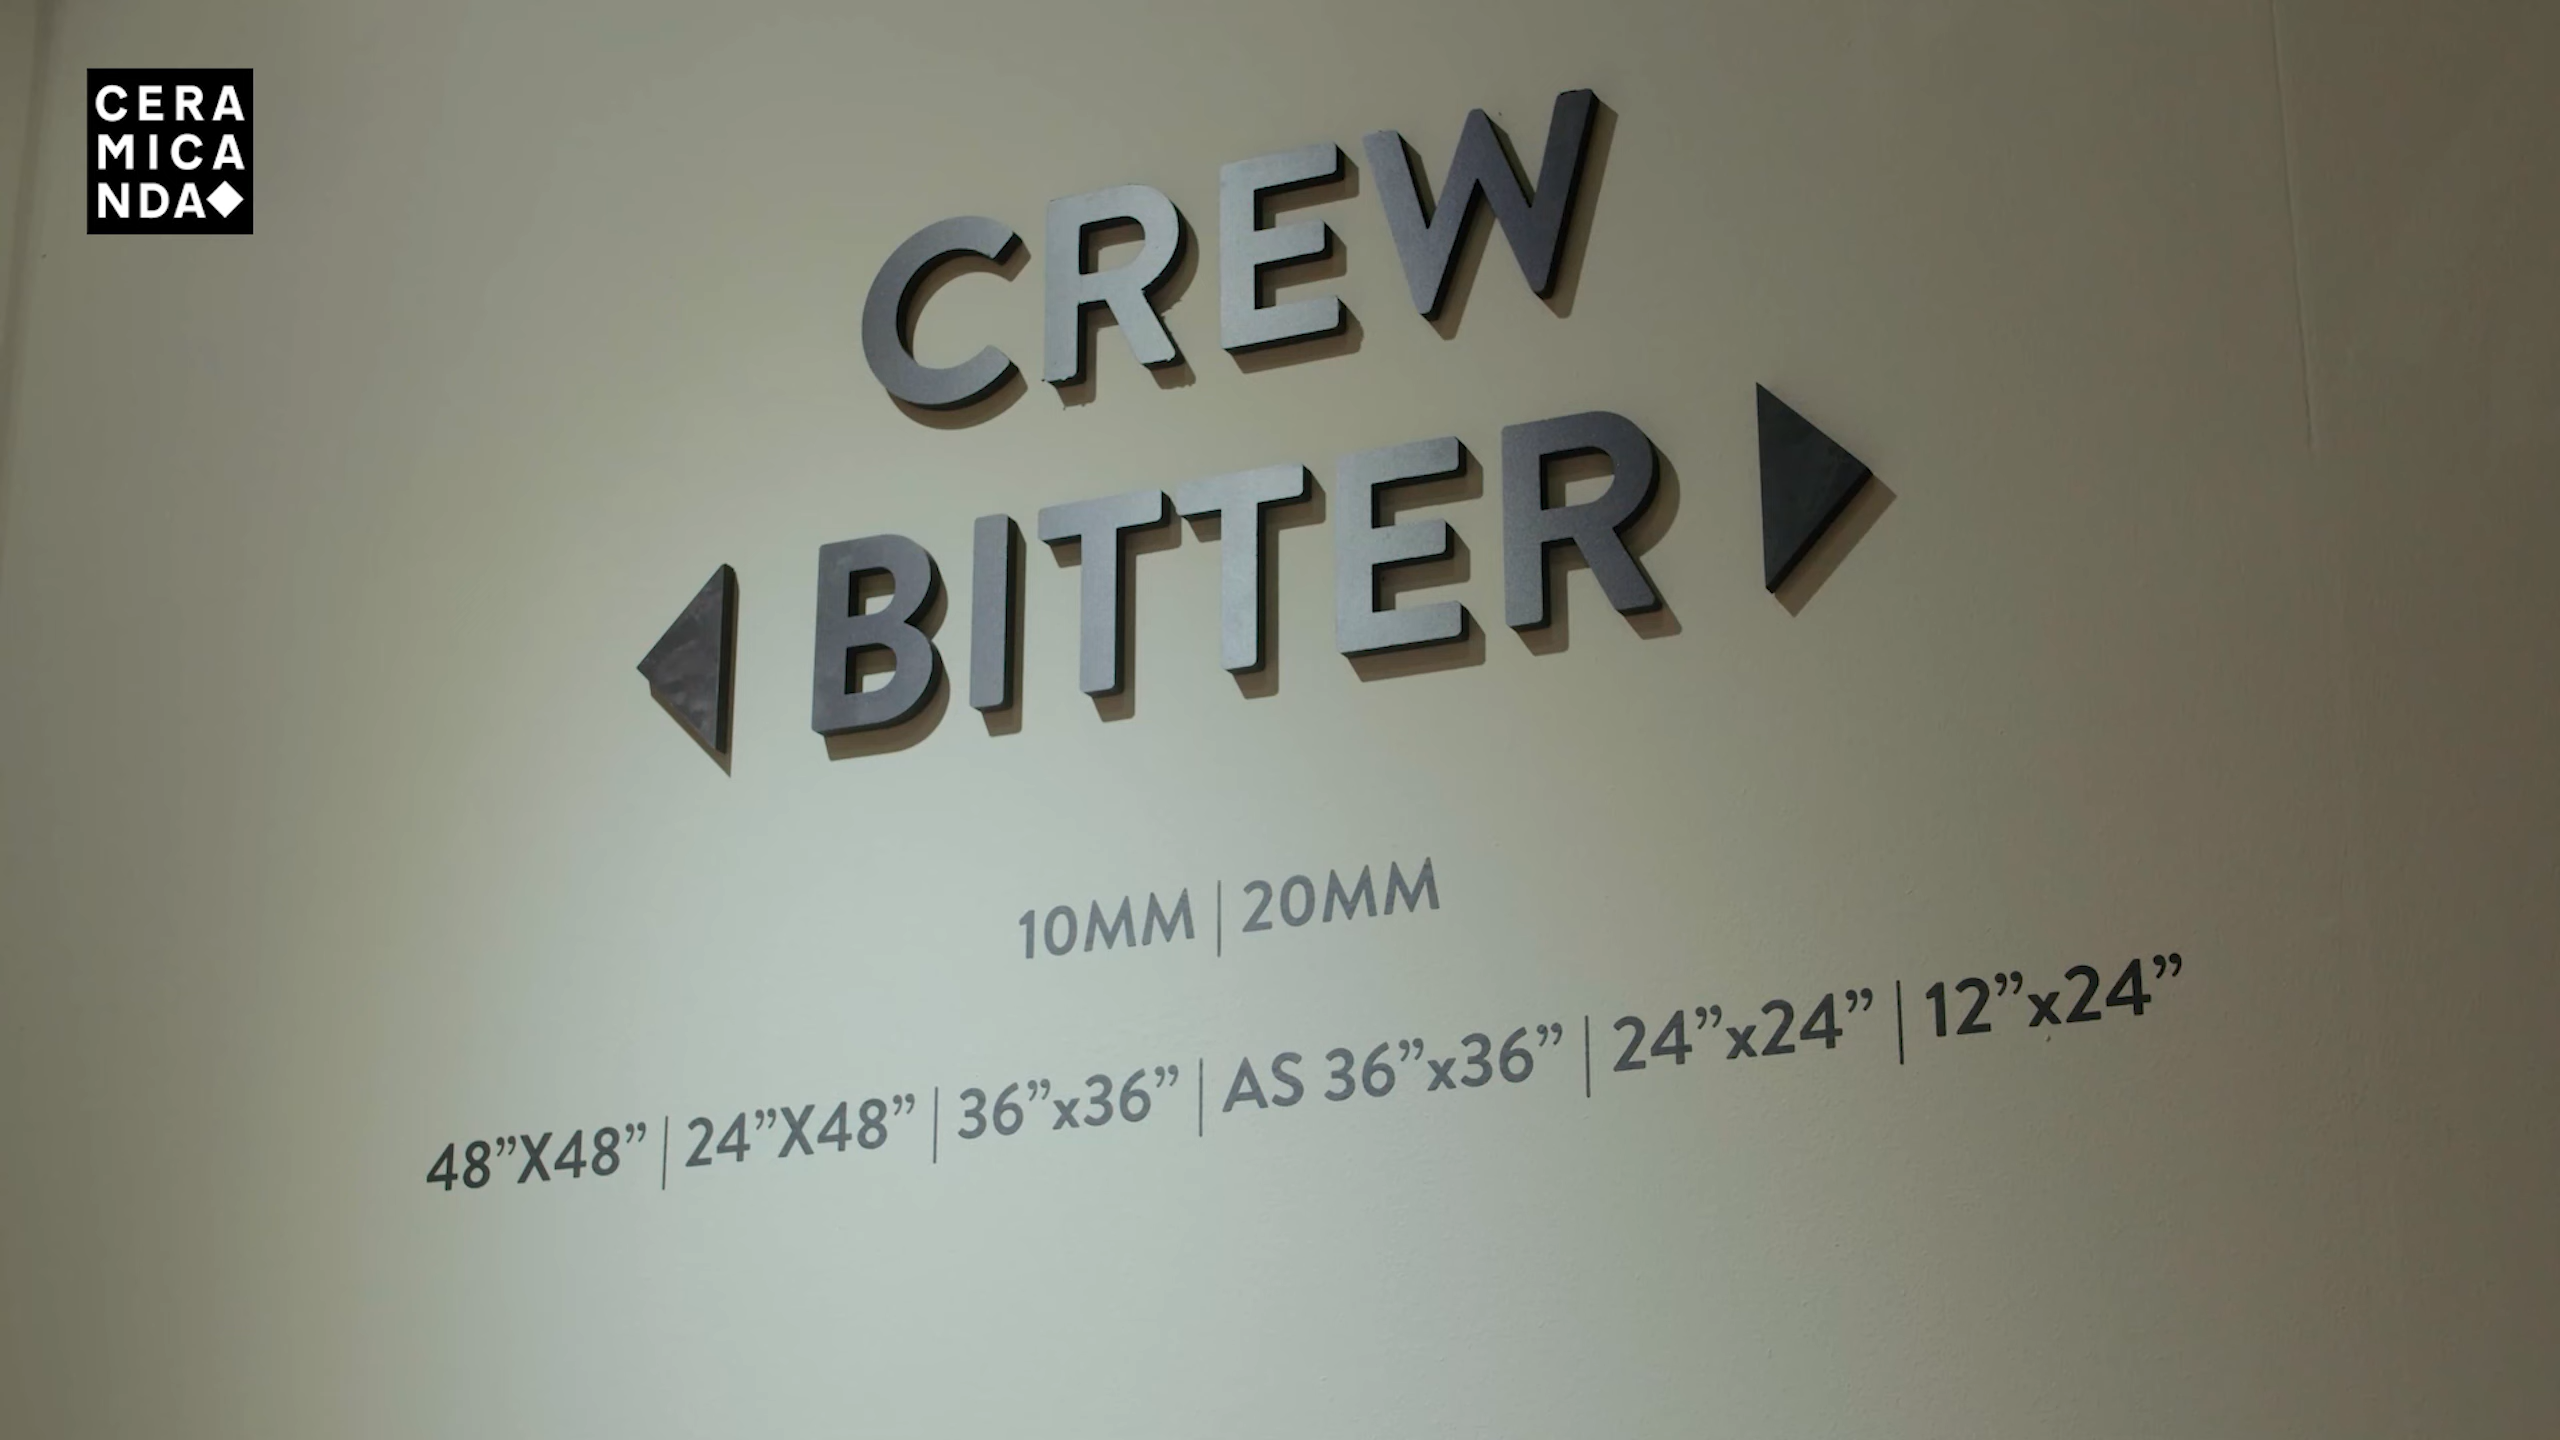 CERA
MICA
NDA
CREW
BITTER
10MM | 20MM
48”X48” | 24”X48” | 36”x36” | AS 36”x36” | 24”x24” | 12”x24”